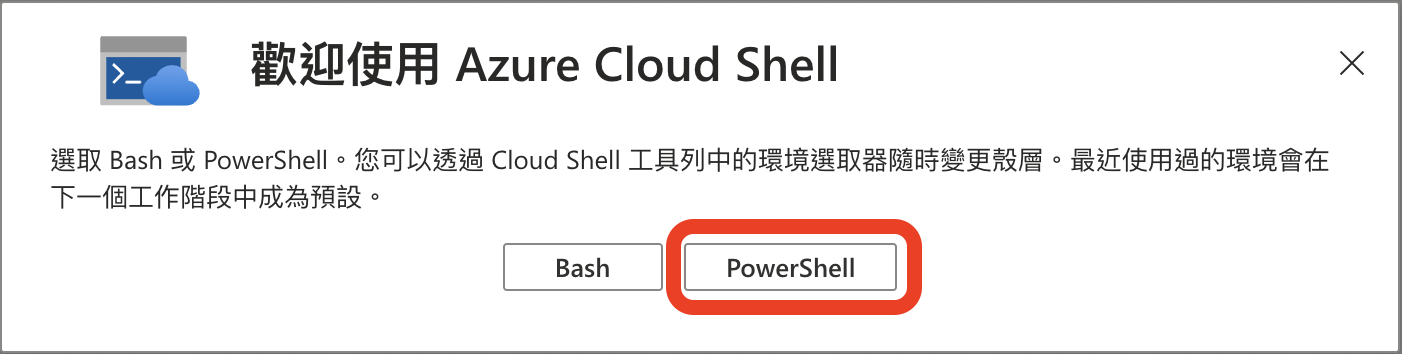 歡迎使用 Azure Cloud Shell
選取 Bash 或 PowerShell。您可以透過 Cloud Shell 工具列中的環境選取器隨時變更殼層。最近使用過的環境會在
下一個工作階段中成為預設。
Bash
PowerShell